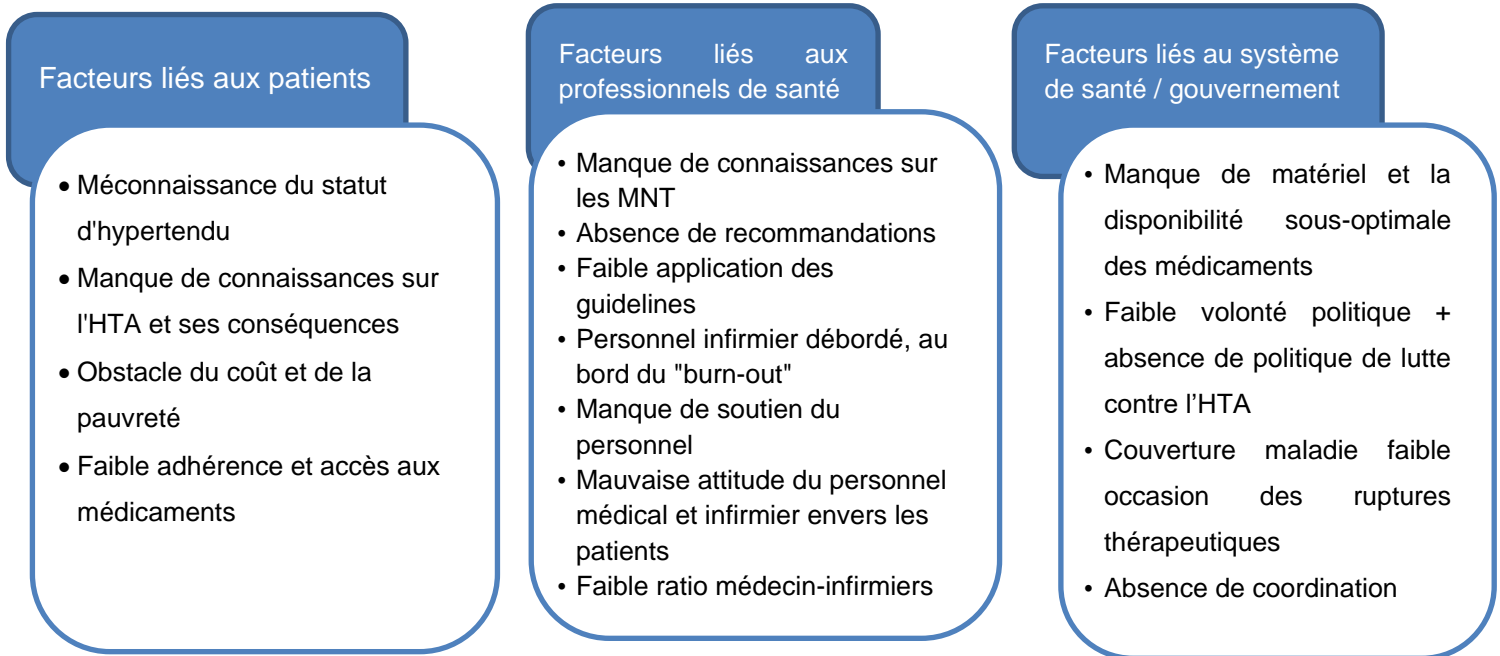 Facteurs liés aux patients
• Méconnaissance du statut
d'hypertendu
• Manque de connaissances sur
l'HTA et ses conséquences
• Obstacle du coût et de la
pauvreté
• Faible adhérence et accès aux
médicaments
Facteurs liés aux
professionnels de santé
• Manque de connaissances sur
les MNT
• Absence de recommandations
• Faible application des
guidelines
• Personnel infirmier débordé, au
bord du "burn-out"
• Manque de soutien du
personnel
• Mauvaise attitude du personnel
médical et infirmier envers les
patients
• Faible ratio médecin-infirmiers
Facteurs liés au système
de santé / gouvernement
• Manque de matériel et la
disponibilité sous-optimale
des médicaments
• Faible volonté politique +
absence de politique de lutte
contre l’HTA
• Couverture maladie faible
occasion des ruptures
thérapeutiques
• Absence de coordination